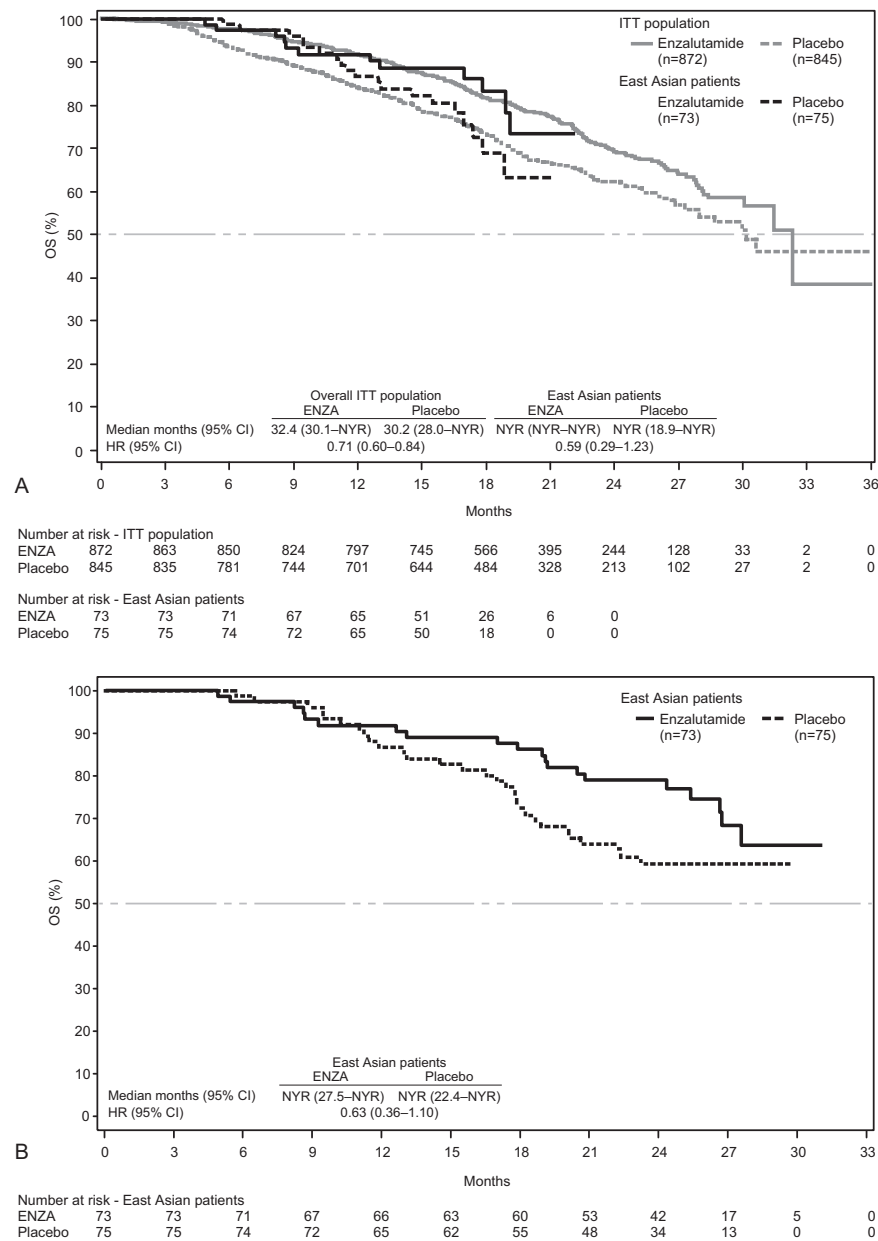 ITT population
Enzalutamide Placebo
(n=872) (n=845)
East Asian patients
Enzalutamide Placebo
(n=73) (n=75)
100
90
80
70
60
50
40
30
20
10
0
OS (%)
Overall ITT population East Asian patients
ENZA Placebo ENZA Placebo
Median months (95% CI) 32.4 (30.1–NYR) 30.2 (28.0–NYR) NYR (NYR–NYR) NYR (18.9–NYR)
HR (95% CI) 0.71 (0.60–0.84) 0.59 (0.29–1.23)
A
0 3 6 9 12 15 18 21 24 27 30 33 36
Months
Number at risk - ITT population
ENZA 872 863 850 824 797 745 566 395 244 128 33 2 0
Placebo 845 835 781 744 701 644 484 328 213 102 27 2 0
Number at risk - East Asian patients
ENZA 73 73 71 67 65 51 26 6 0
Placebo 75 75 74 72 65 50 18 0 0
East Asian patients
Enzalutamide Placebo
(n=73) (n=75)
100
90
80
70
60
50
40
30
20
10
0
OS (%)
East Asian patients
ENZA Placebo
Median months (95% CI) NYR (27.5–NYR) NYR (22.4–NYR)
HR (95% CI) 0.63 (0.36–1.10)
B
0 3 6 9 12 15 18 21 24 27 30 33
Months
Number at risk - East Asian patients
ENZA 73 73 71 67 66 63 60 53 42 17 5 0
Placebo 75 75 74 72 65 62 55 48 34 13 0 0